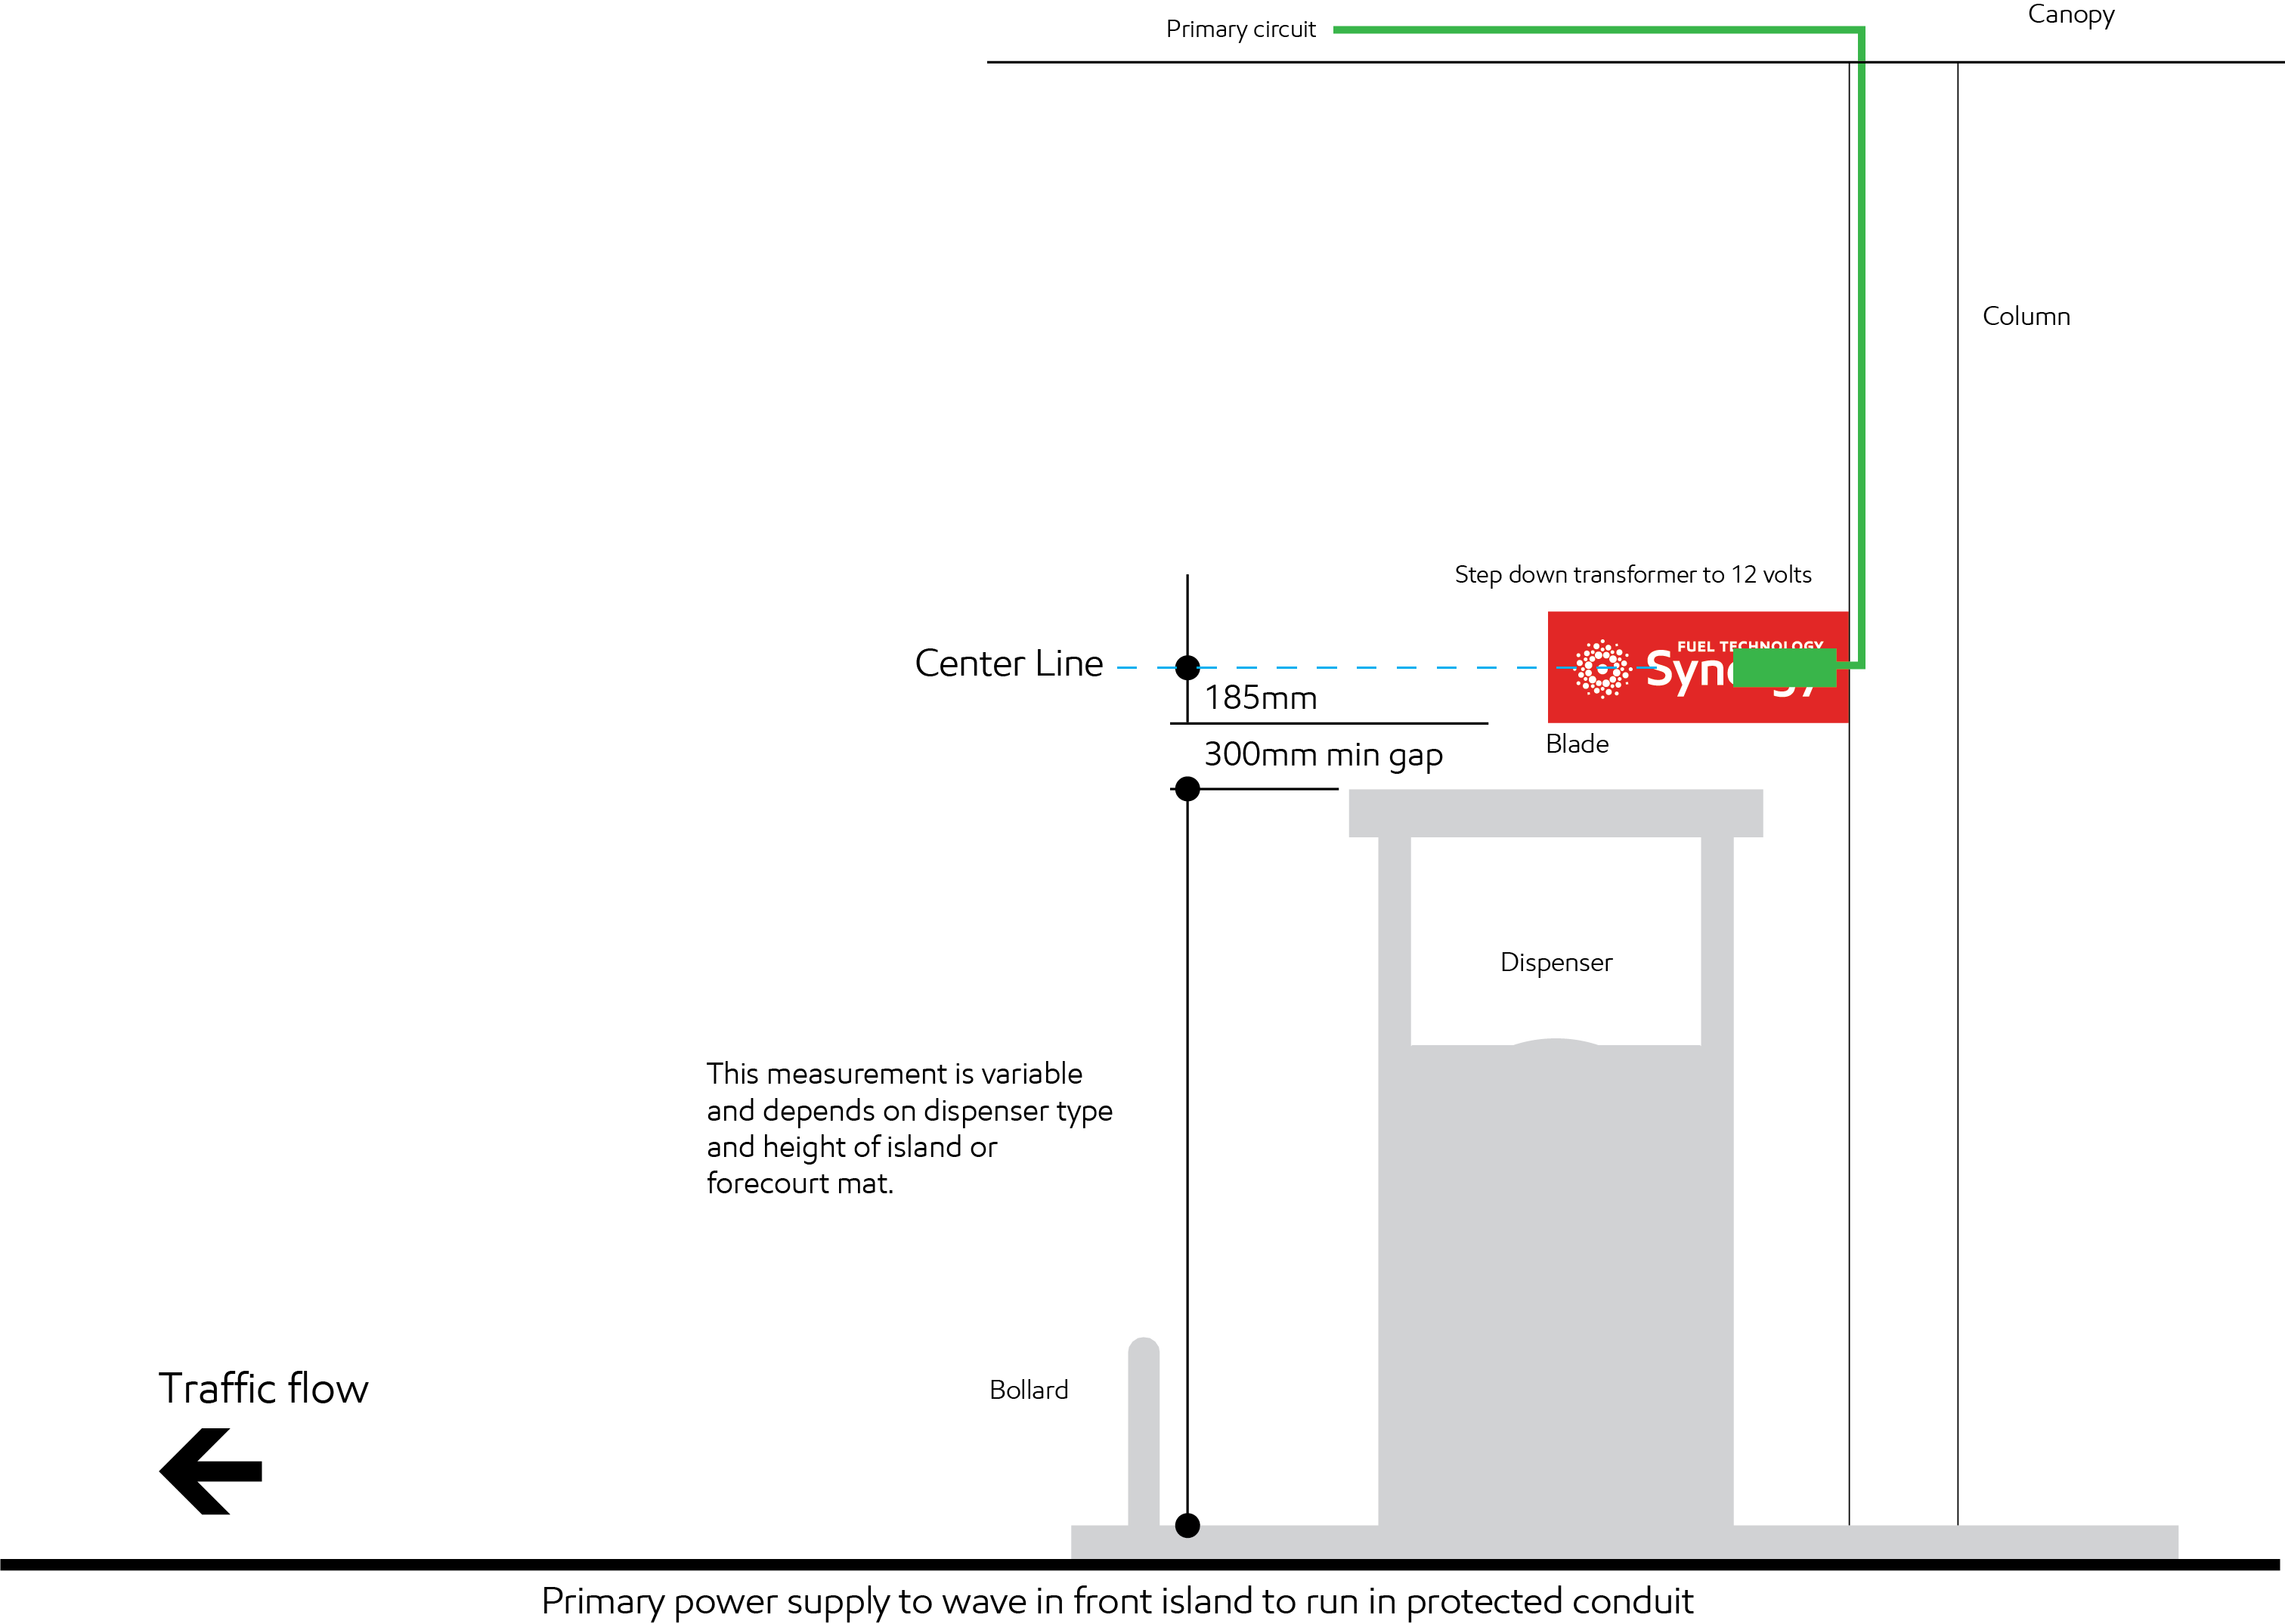 Canopy
Primary circuit
Column
Step down transformer to 12 volts
FUEL TECHNOLOGY
Center Line
185mm
300mm min gap
Blade
Dispenser
This measurement is variable
and depends on dispenser type
and height of island or
forecourt mat.
Traffic flow
Bollard
Primary power supply to wave in front island to run in protected conduit